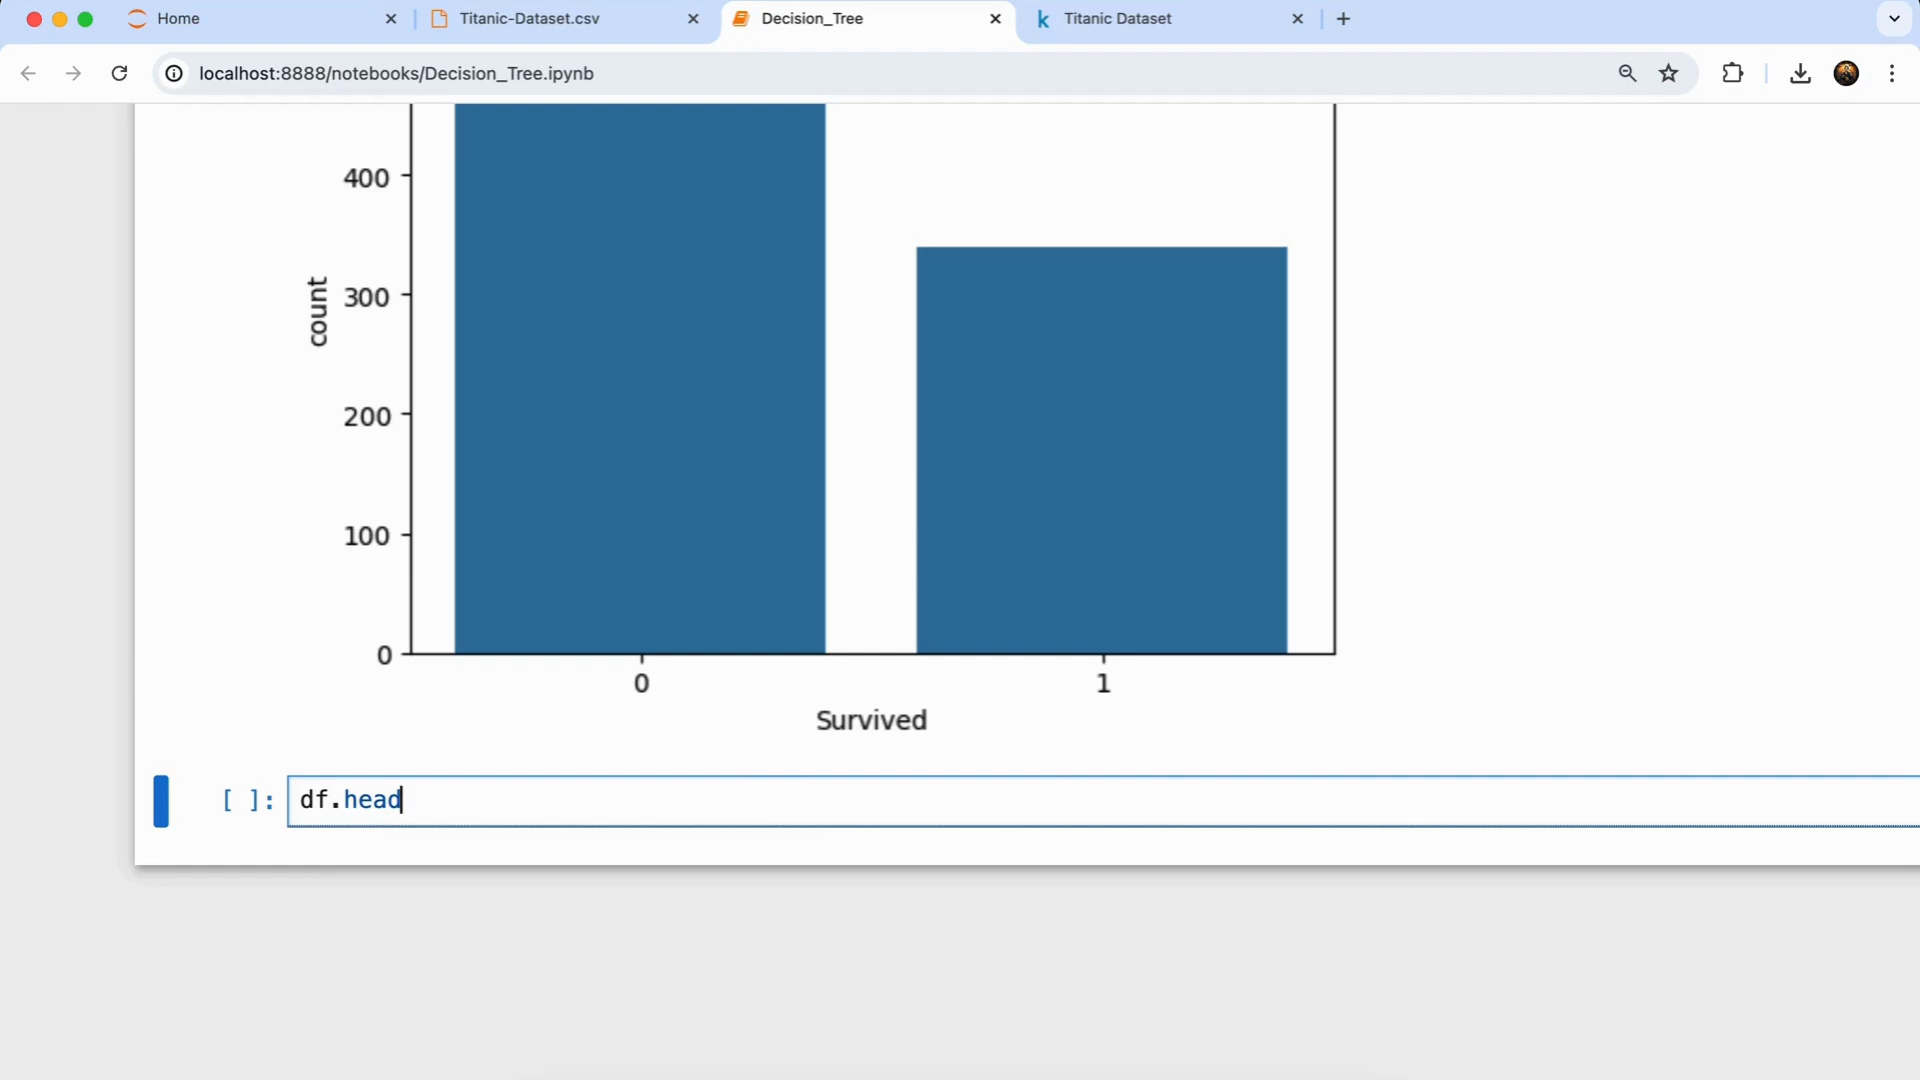 Home
Titanic-Dataset.csv
Decision_Tree
Titanic Dataset
localhost:8888/notebooks/Decision_Tree.ipynb
400
300
200
100
0
count
0 1
Survived
[ ]: df.head